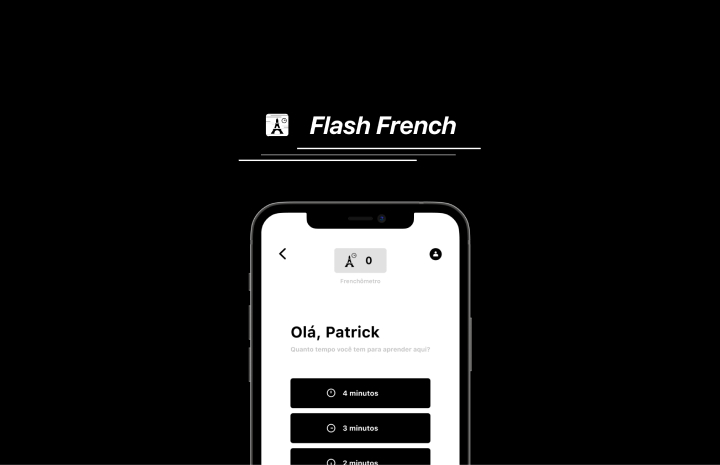 Flash French
0
Frenchômetro
Olá, Patrick
Quanto tempo você tem para aprender aqui?
4 minutos
3 minutos
2 minutos